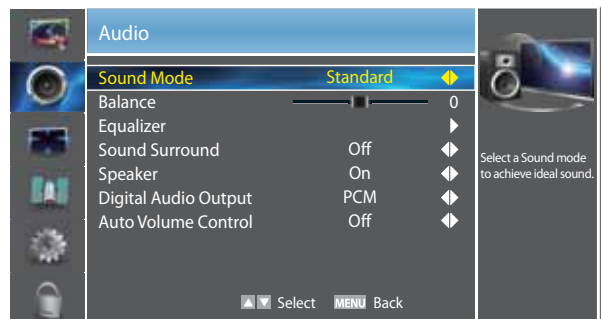 Audio
Sound Mode Standard
Balance 0
Equalizer
Sound Surround Off
Speaker On
Digital Audio Output PCM
Auto Volume Control Off
Select MENU Back
Select a Sound mode
to achieve ideal sound.